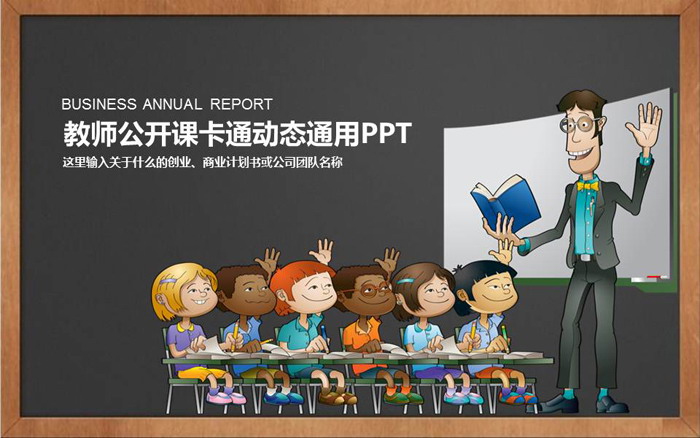 BUSINESS ANNUAL REPORT
教师公开课卡通动态通用PPT
这里输入关于什么的创业、商业计划书或公司团队名称